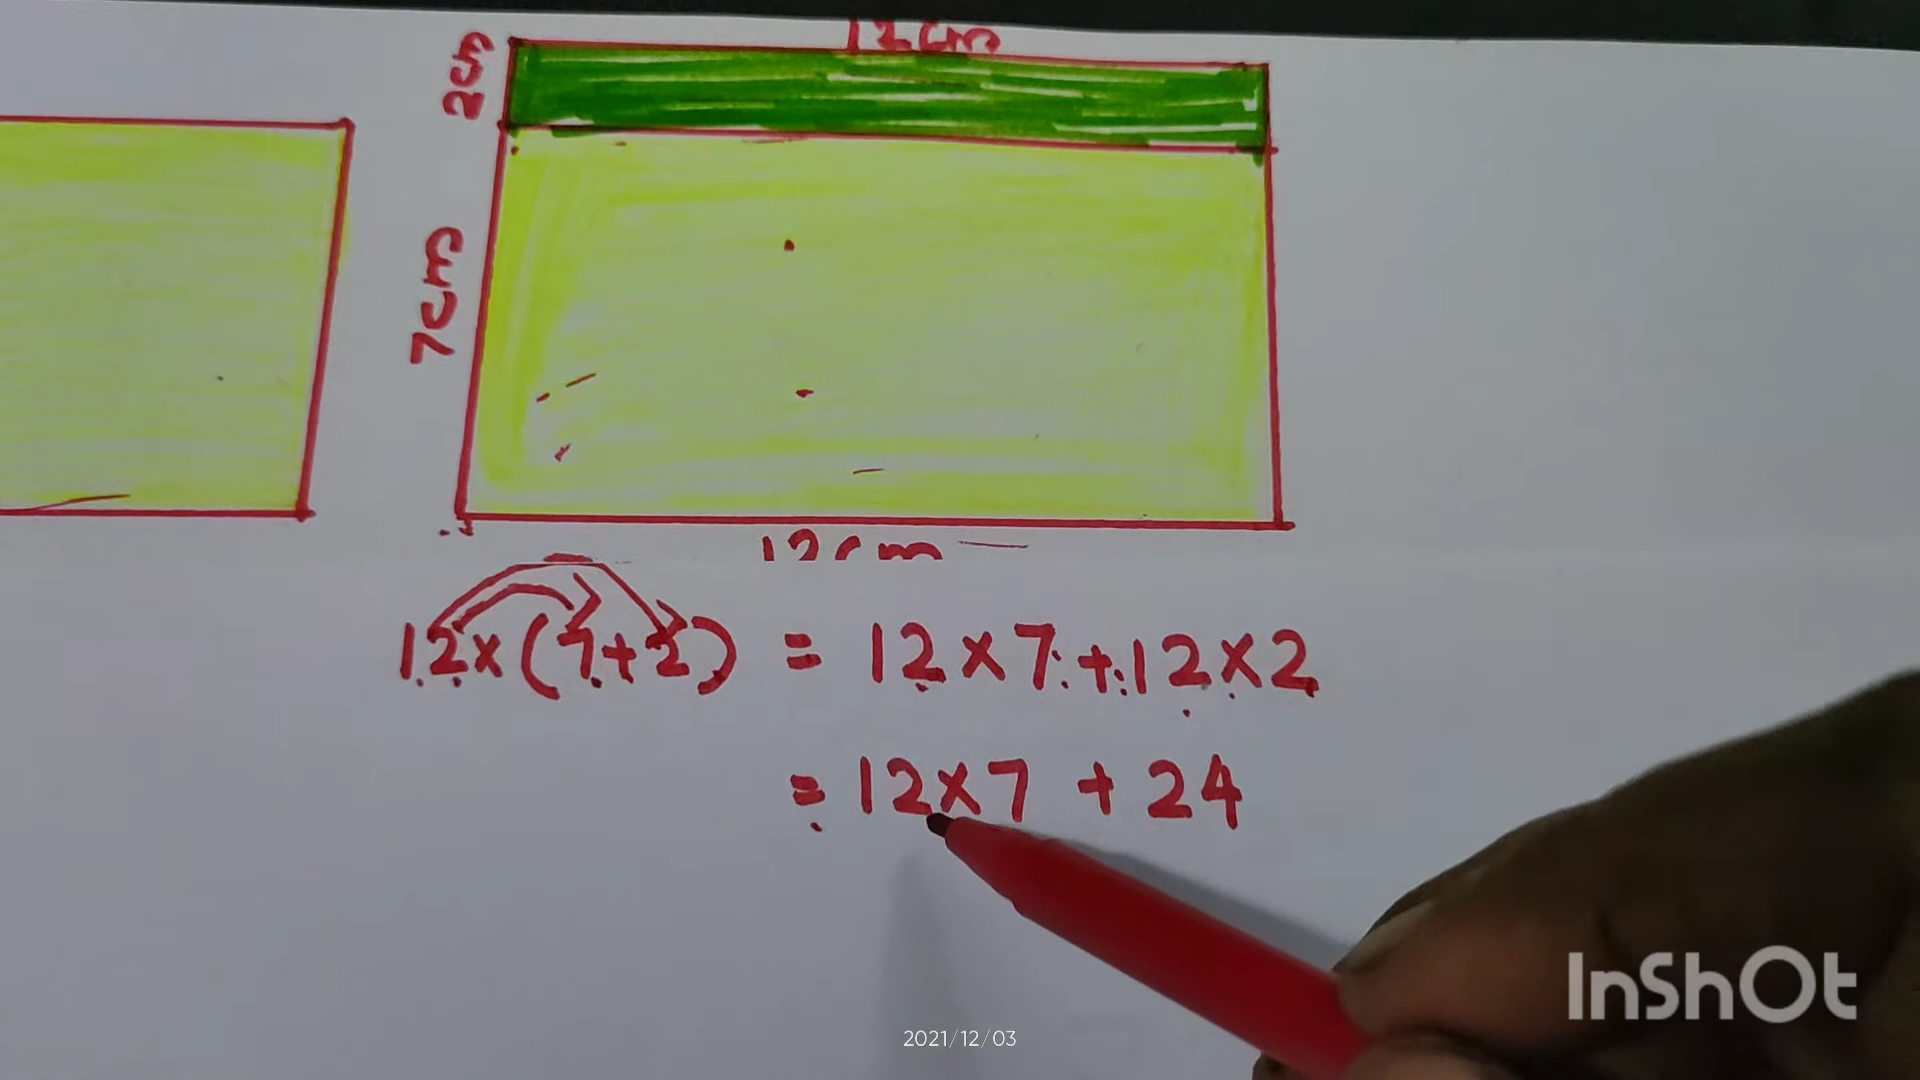 12cm
2cm
7cm
12cm
12×(7+2) = 12×7+12×2
= 12×7 + 24
InShOt
2021/12/03